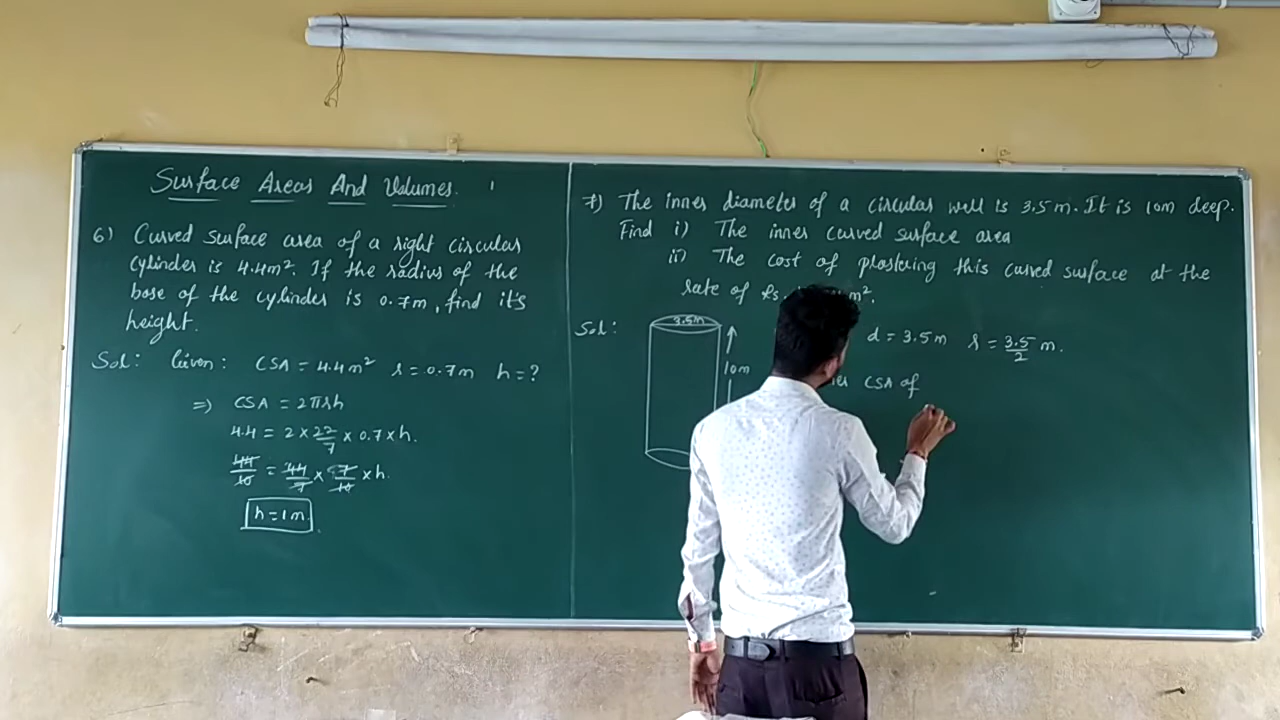 Surface Areas And Volumes.
6) Curved surface area of a right circular
cylinder is 4.4m². If the radius of the
base of the cylinder is 0.7m, find it's
height.
Sol: Given: CSA = 4.4m² r = 0.7m h = ?
=) CSA = 2πrh
4.4 = 2 × 22/7 × 0.7 × h.
44/10 = 44/7 × 7/10 × h.
h = 1m.
7) The inner diameter of a circular well is 3.5m. It is 10m deep.
Find i) The inner curved surface area
ii) The cost of plastering this curved surface at the
rate of Rs m².
Sol: 3.5m d = 3.5m r = 3.5/2 m.
10m
CSA of